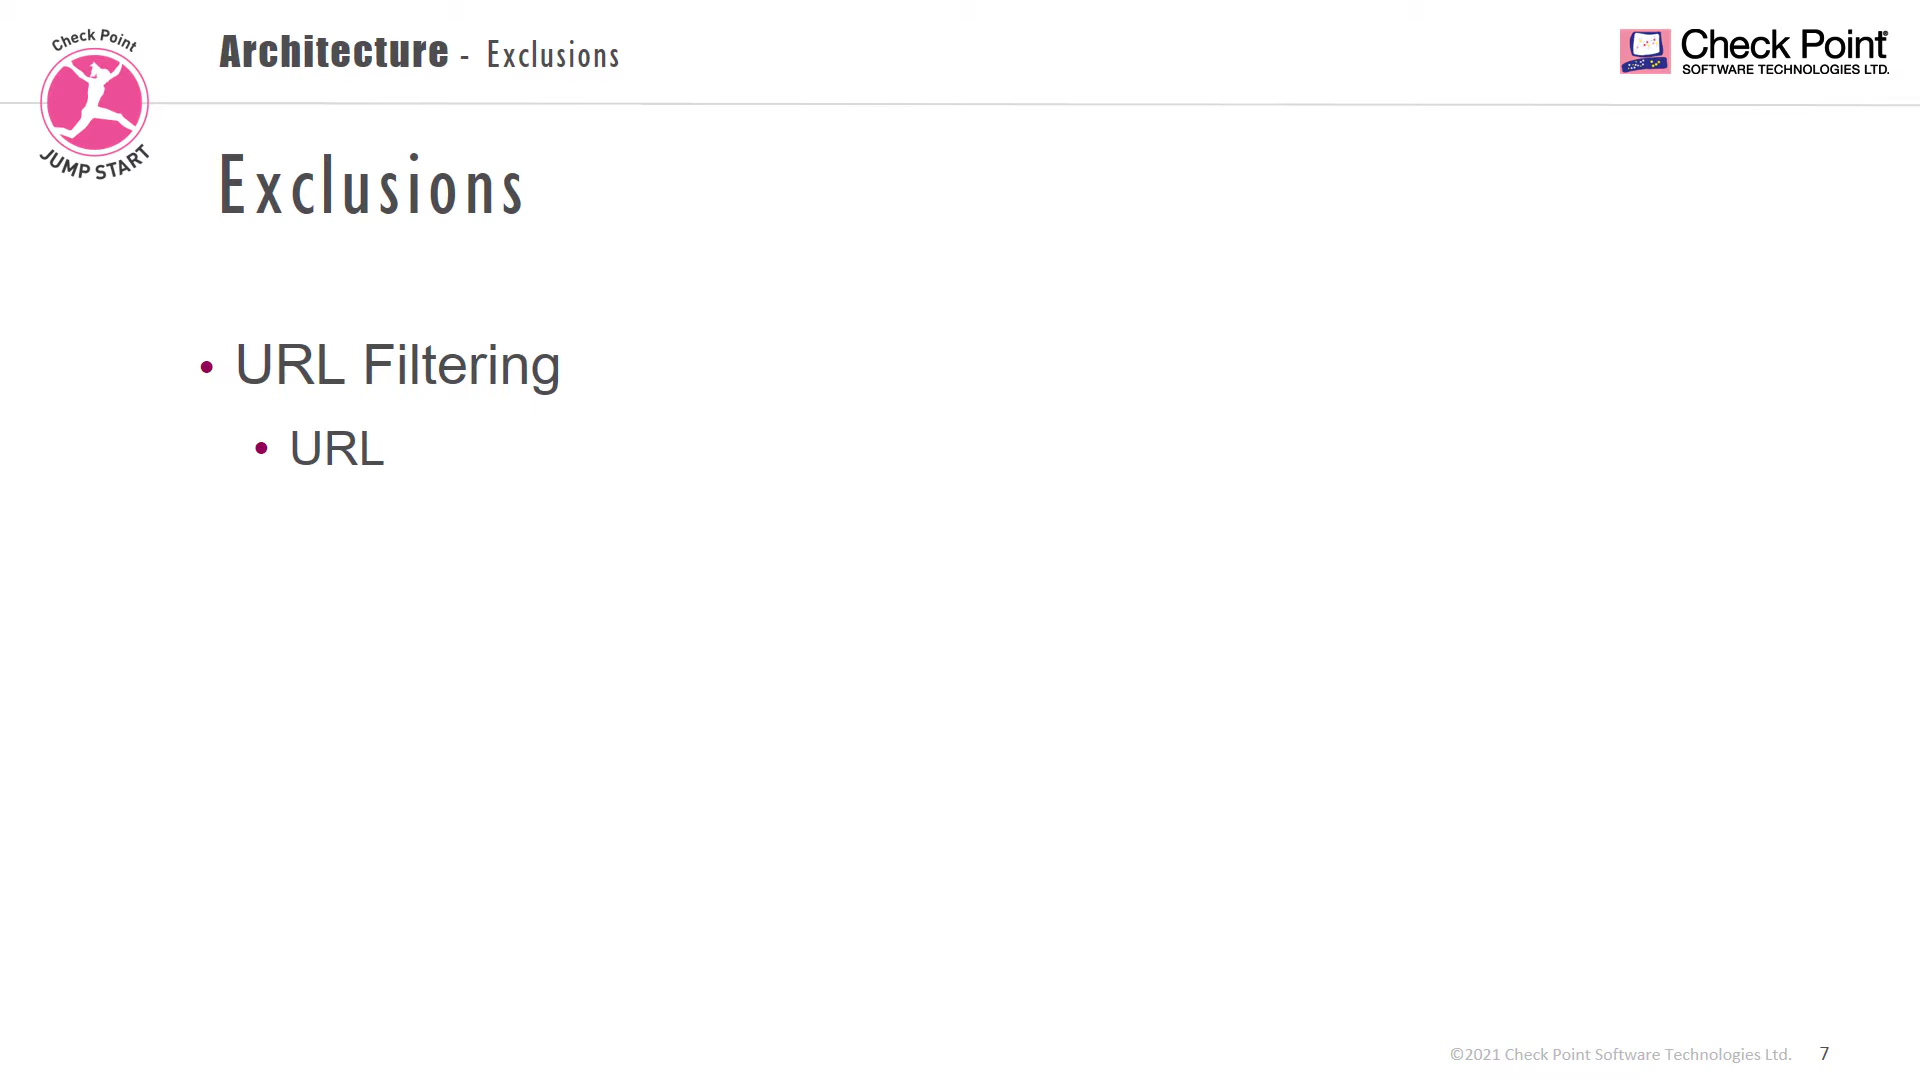 Check Point
JUMP START
Architecture - Exclusions
Check Point®
SOFTWARE TECHNOLOGIES LTD.
Exclusions
• URL Filtering
• URL
©2021 Check Point Software Technologies Ltd. 7